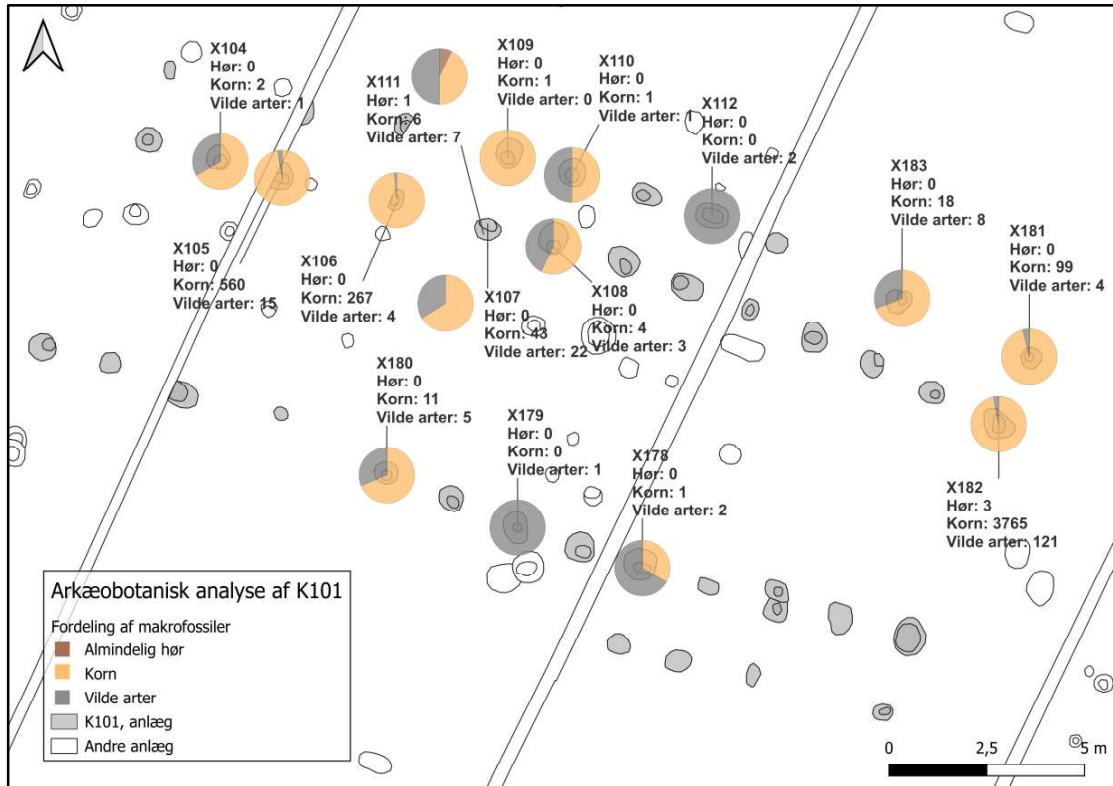 X104
Hør: 0
Korn: 2
Vilde arter: 1
X111
Hør: 1
Korn: 6
Vilde arter: 7
X109
Hør: 0
Korn: 1
Vilde arter: 0
X110
Hør: 0
Korn: 1
Vilde arter: 1
X112
Hør: 0
Korn: 0
Vilde arter: 2
X183
Hør: 0
Korn: 18
Vilde arter: 8
X181
Hør: 0
Korn: 99
Vilde arter: 4
X105
Hør: 0
Korn: 560
Vilde arter: 15
X106
Hør: 0
Korn: 267
Vilde arter: 4
X107
Hør: 0
Korn: 43
Vilde arter: 22
X108
Hør: 0
Korn: 4
Vilde arter: 3
X180
Hør: 0
Korn: 11
Vilde arter: 5
X179
Hør: 0
Korn: 0
Vilde arter: 1
X178
Hør: 0
Korn: 1
Vilde arter: 2
X182
Hør: 3
Korn: 3765
Vilde arter: 121
Arkæobotanisk analyse af K101
Fordeling af makrofossiler
Almindelig hør
Korn
Vilde arter
K101, anlæg
Andre anlæg
0 2,5 5 m